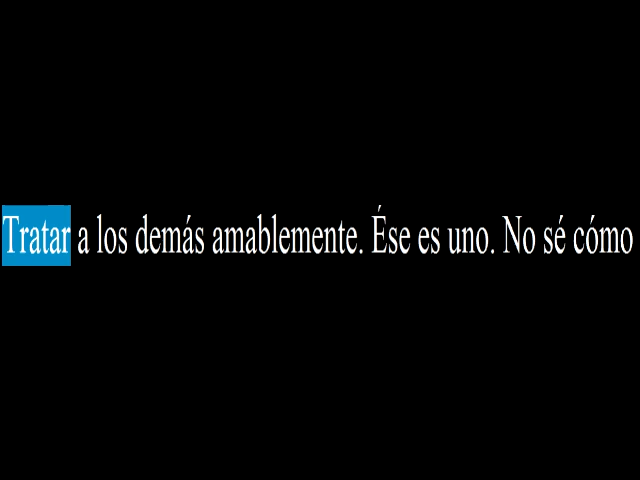 Tratar a los demás amablemente. Ése es uno. No sé cómo